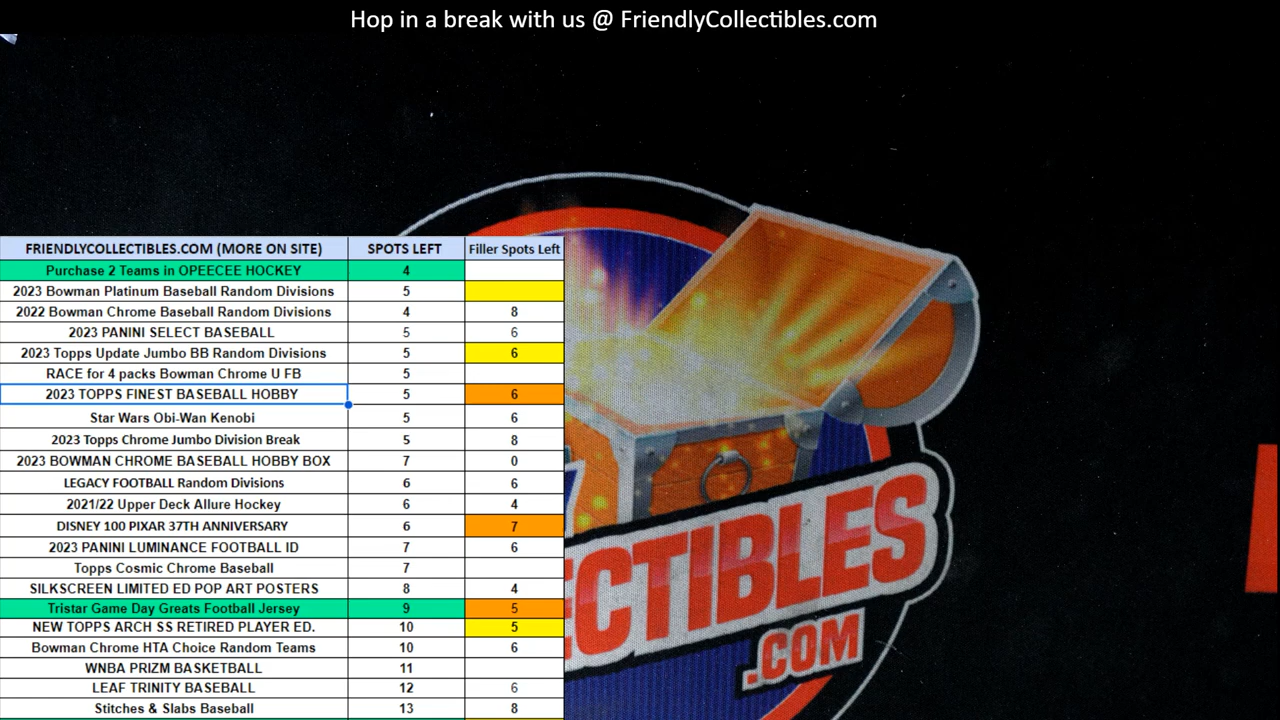 Hop in a break with us @ FriendlyCollectibles.com
FRIENDLYCOLLECTIBLES.COM (MORE ON SITE) SPOTS LEFT Filler Spots Left
Purchase 2 Teams in OPEECEE HOCKEY 4
2023 Bowman Platinum Baseball Random Divisions 5
2022 Bowman Chrome Baseball Random Divisions 4 8
2023 PANINI SELECT BASEBALL 5 6
2023 Topps Update Jumbo BB Random Divisions 5 6
RACE for 4 packs Bowman Chrome U FB 5
2023 TOPPS FINEST BASEBALL HOBBY 5 6
Star Wars Obi-Wan Kenobi 5 6
2023 Topps Chrome Jumbo Division Break 5 8
2023 BOWMAN CHROME BASEBALL HOBBY BOX 7 0
LEGACY FOOTBALL Random Divisions 6 6
2021/22 Upper Deck Allure Hockey 6 4
DISNEY 100 PIXAR 37TH ANNIVERSARY 6 7
2023 PANINI LUMINANCE FOOTBALL ID 7 6
Topps Cosmic Chrome Baseball 7
SILKSCREEN LIMITED ED POP ART POSTERS 8 4
Tristar Game Day Greats Football Jersey 9 5
NEW TOPPS ARCH SS RETIRED PLAYER ED. 10 5
Bowman Chrome HTA Choice Random Teams 10 6
WNBA PRIZM BASKETBALL 11
LEAF TRINITY BASEBALL 12 6
Stitches & Slabs Baseball 13 8
ECTIBLES
.COM